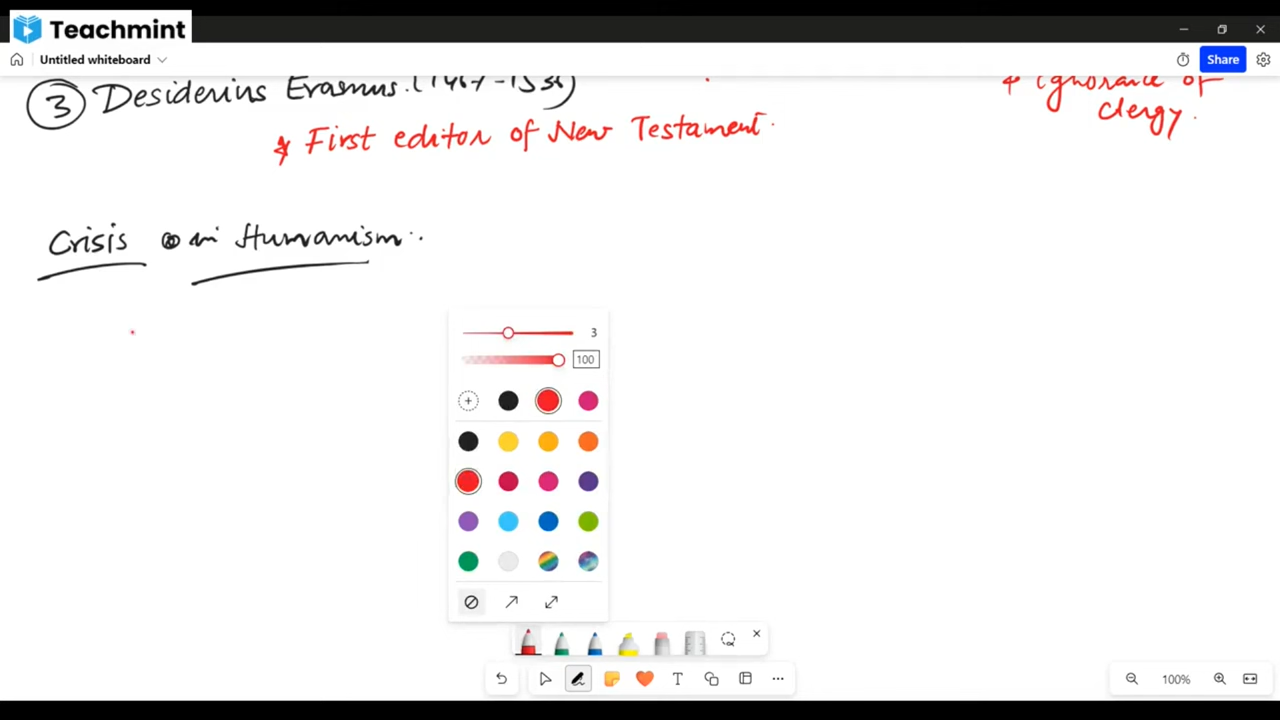 Teachmint
Untitled whiteboard
Share
③ Desiderius Erasmus. (1467-1536)
* Ignorance of
clergy.
* First editor of New Testament.
Crisis in Humanism.
3
100
100%